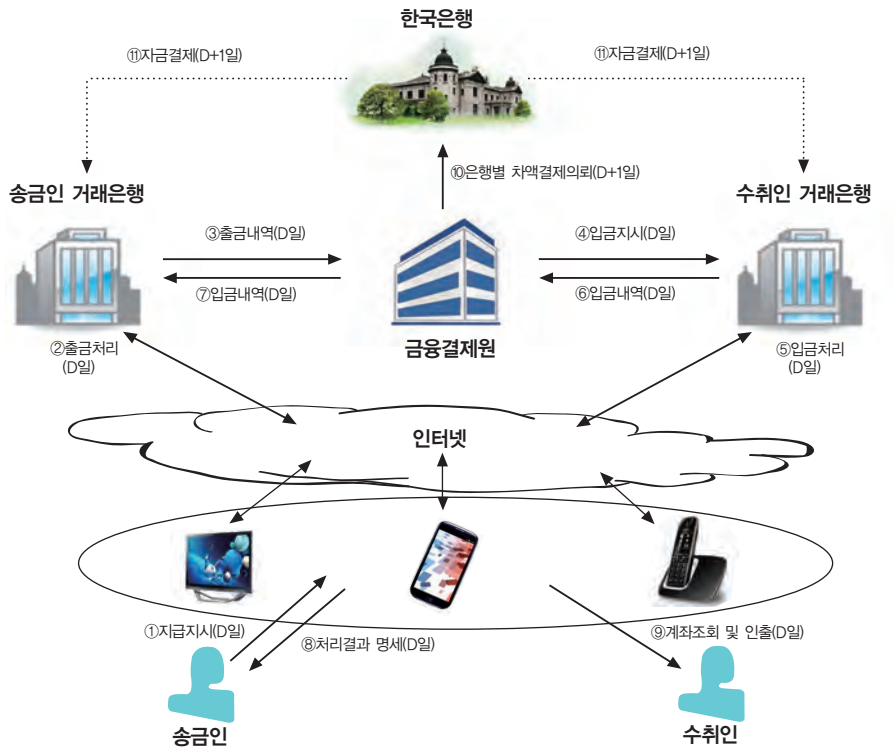 한국은행
⑪자금결제(D+1일)
⑪자금결제(D+1일)
⑩은행별 차액결제의뢰(D+1일)
송금인 거래은행
수취인 거래은행
③출금내역(D일)
④입금지시(D일)
⑦입금내역(D일)
⑥입금내역(D일)
금융결제원
②출금처리
(D일)
⑤입금처리
(D일)
인터넷
①지급지시(D일)
⑧처리결과 명세(D일)
⑨계좌조회 및 인출(D일)
송금인
수취인